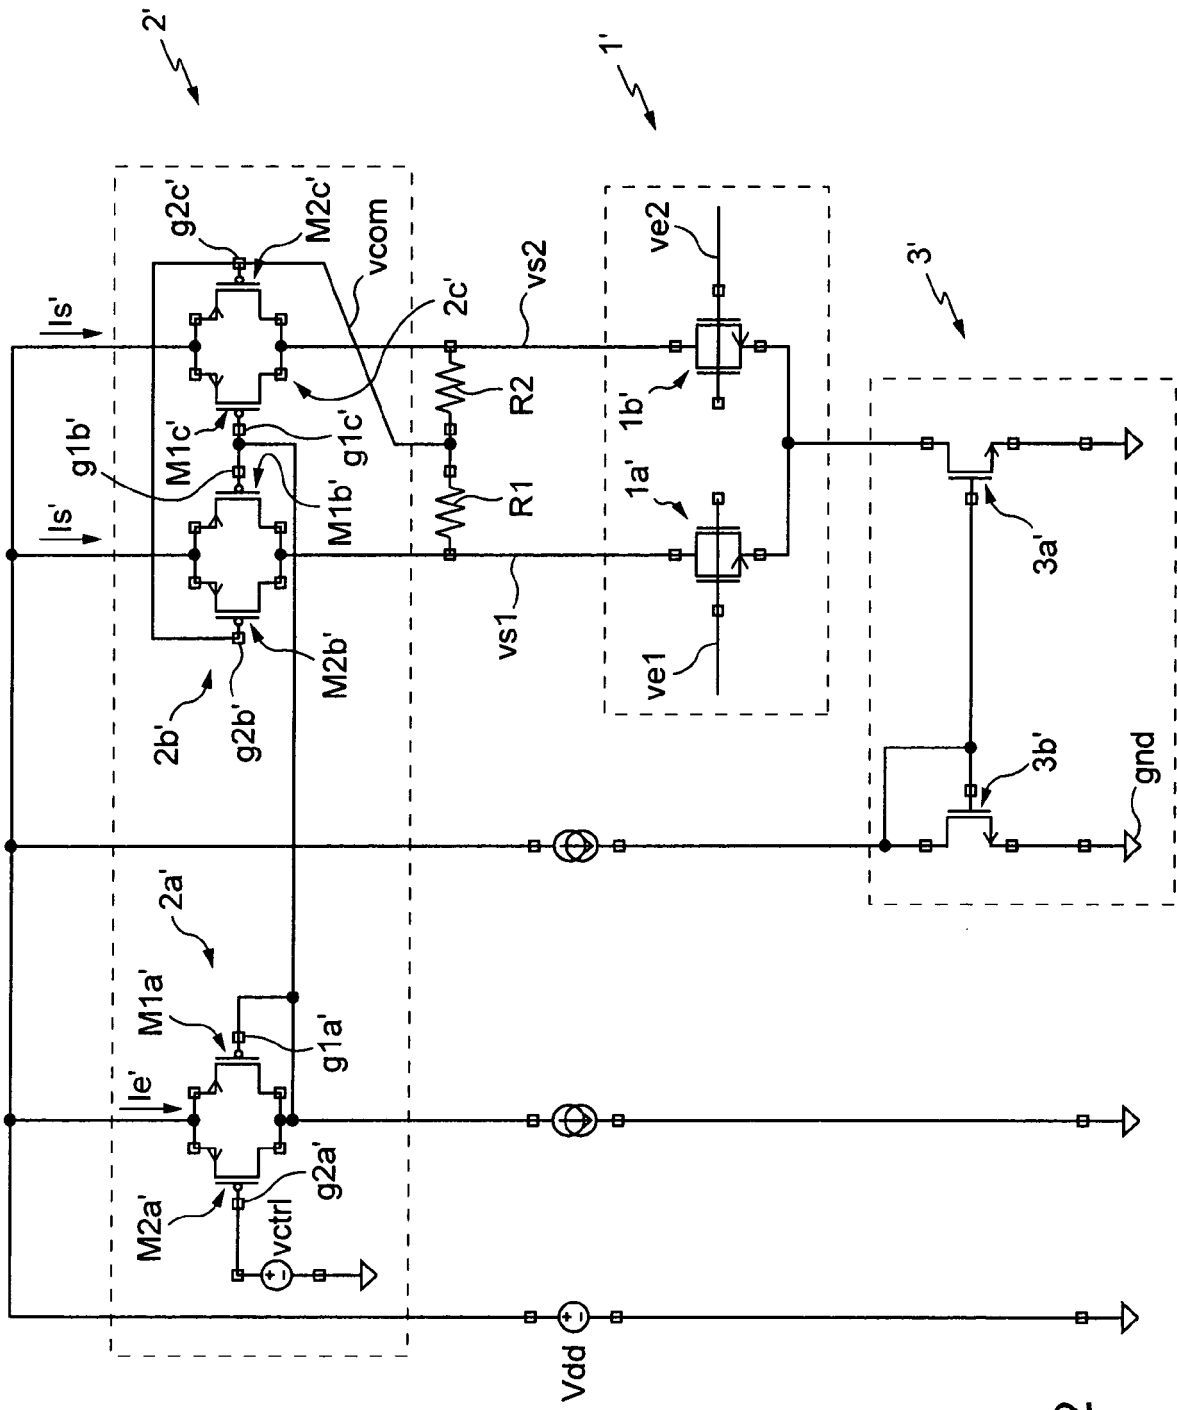 2'
Is'
Is'
g2c'
M2c'
vcom
2c'
M1c'
g1b'
g1c'
M1b'
M2b'
g2b'
2b'
R1
R2
vs1
vs2
1'
1a'
1b'
ve1
ve2
3'
3a'
3b'
gnd
2a'
M1a'
g1a'
Ie'
M2a'
g2a'
vctrl
Vdd